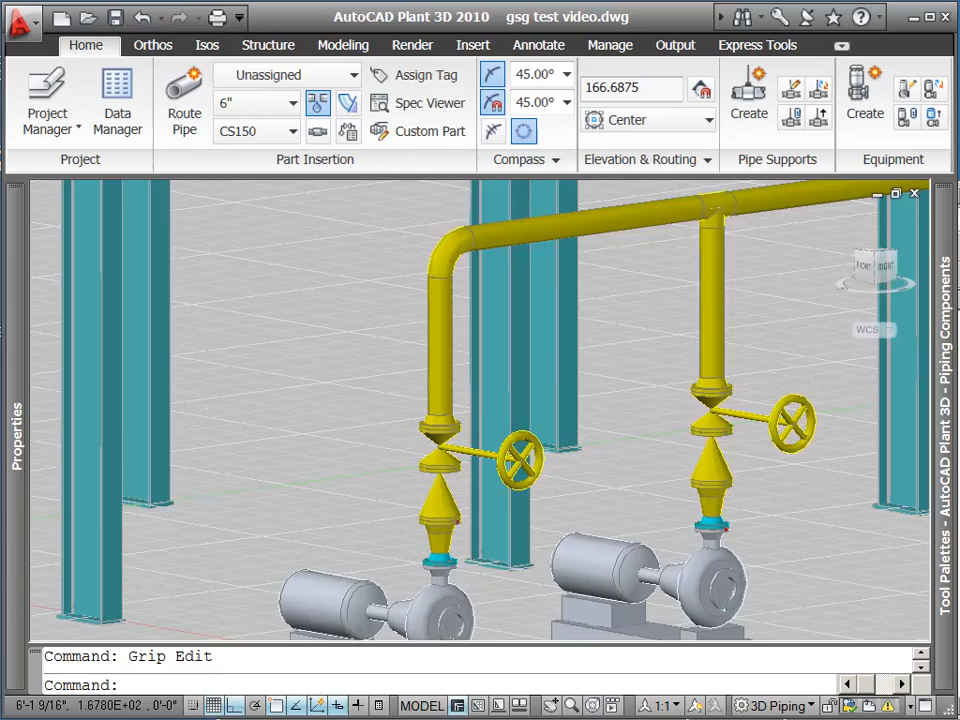 AutoCAD Plant 3D 2010 gsg test video.dwg
Home Orthos Isos Structure Modeling Render Insert Annotate Manage Output Express Tools
Unassigned Assign Tag 45.00° 166.6875
6" Spec Viewer 45.00° Center
Project Manager Data Manager Route Pipe CS150 Custom Part Create Create
Project Part Insertion Compass Elevation & Routing Pipe Supports Equipment
RIGHT
WCS
Properties
Tool Palettes - AutoCAD Plant 3D - Piping Components
Command: Grip Edit
Command:
6'-1 9/16", 1.6780E+02 , 0'-0" MODEL 1:1 3D Piping